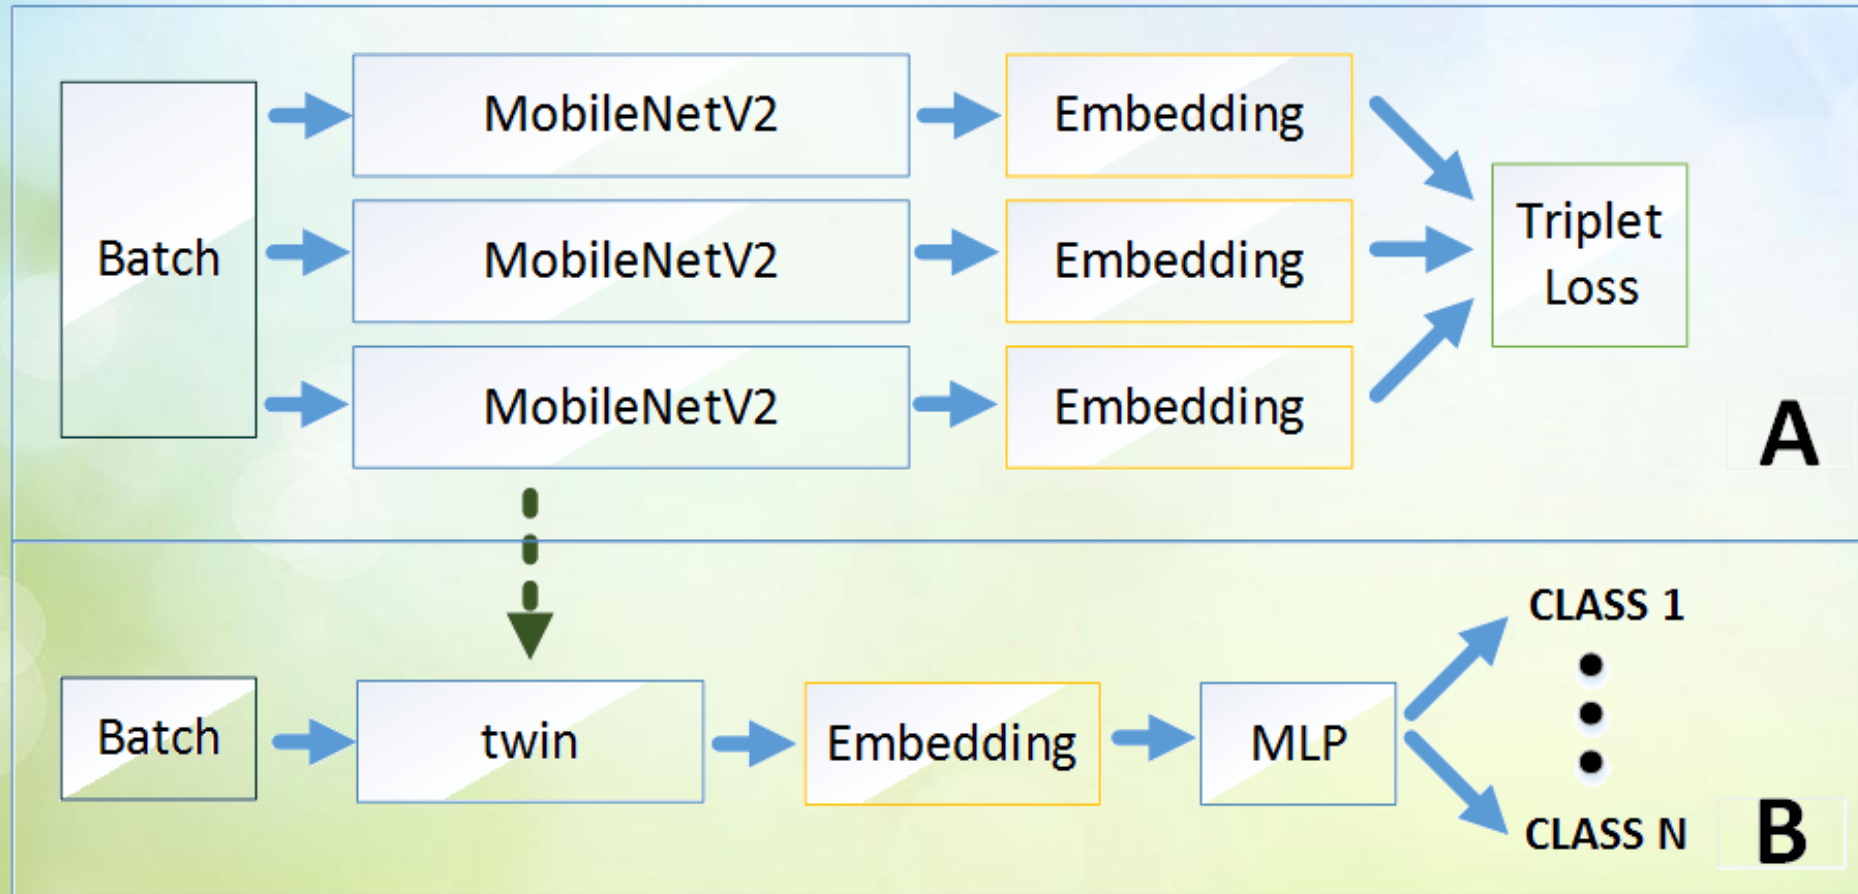 Batch
MobileNetV2
Embedding
MobileNetV2
Embedding
MobileNetV2
Embedding
Triplet
Loss
A
Batch
twin
Embedding
MLP
CLASS 1
CLASS N
B